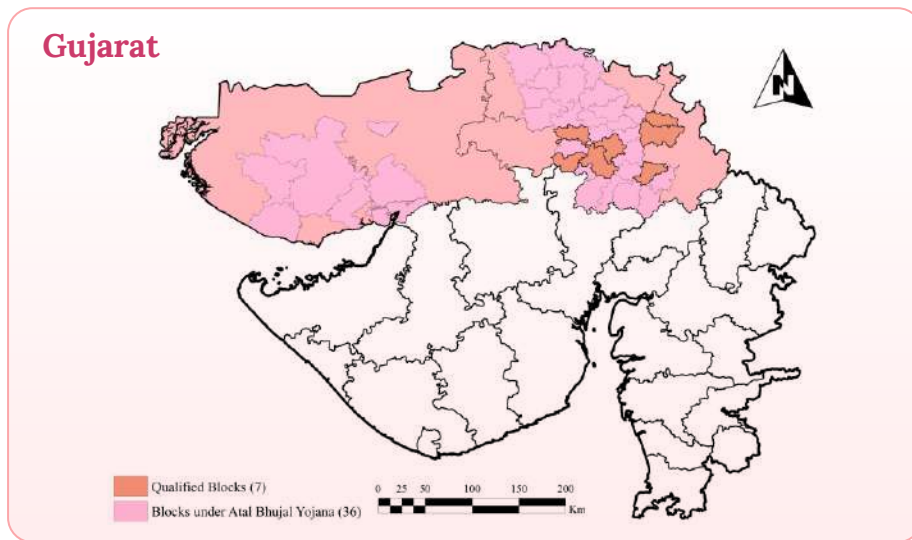 Gujarat
N
Qualified Blocks (7)
Blocks under Atal Bhujal Yojana (36)
0 25 50 100 150 200
Km